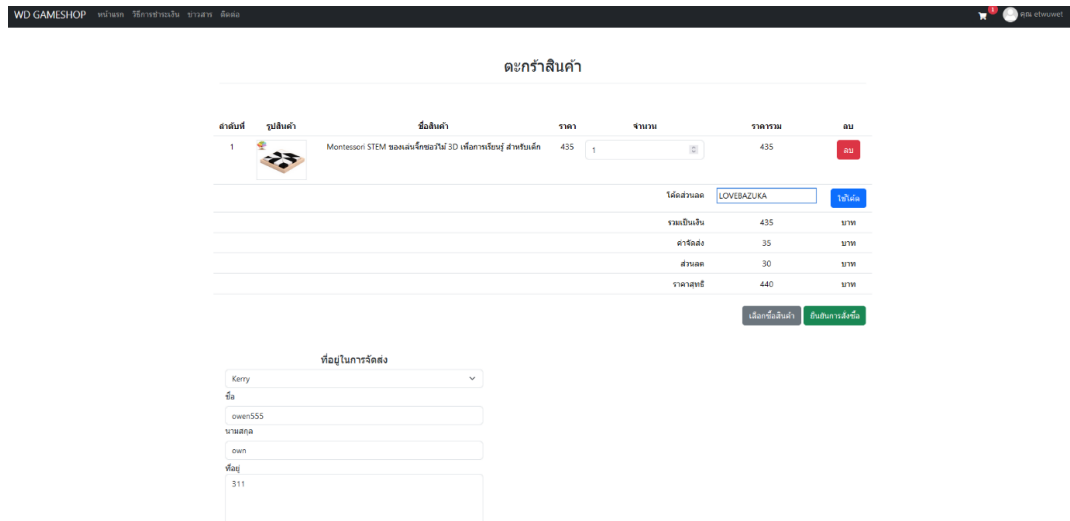 WD GAMESHOP หน้าแรก วิธีการชำระเงิน ข่าวสาร ติดต่อ 1 คุณ etwuwet
ตะกร้าสินค้า
ลำดับที่ รูปสินค้า ชื่อสินค้า ราคา จำนวน ราคารวม ลบ
1 Montessori STEM ของเล่นจิ๊กซอว์ไม้ 3D เพื่อการเรียนรู้ สำหรับเด็ก 435 1 435 ลบ
โค้ดส่วนลด LOVEBAZUKA ใช้โค้ด
รวมเป็นเงิน 435 บาท
ค่าจัดส่ง 35 บาท
ส่วนลด 30 บาท
ราคาสุทธิ 440 บาท
เลือกซื้อสินค้า ยืนยันการสั่งซื้อ
ที่อยู่ในการจัดส่ง
Kerry
ชื่อ
owen555
นามสกุล
own
ที่อยู่
311